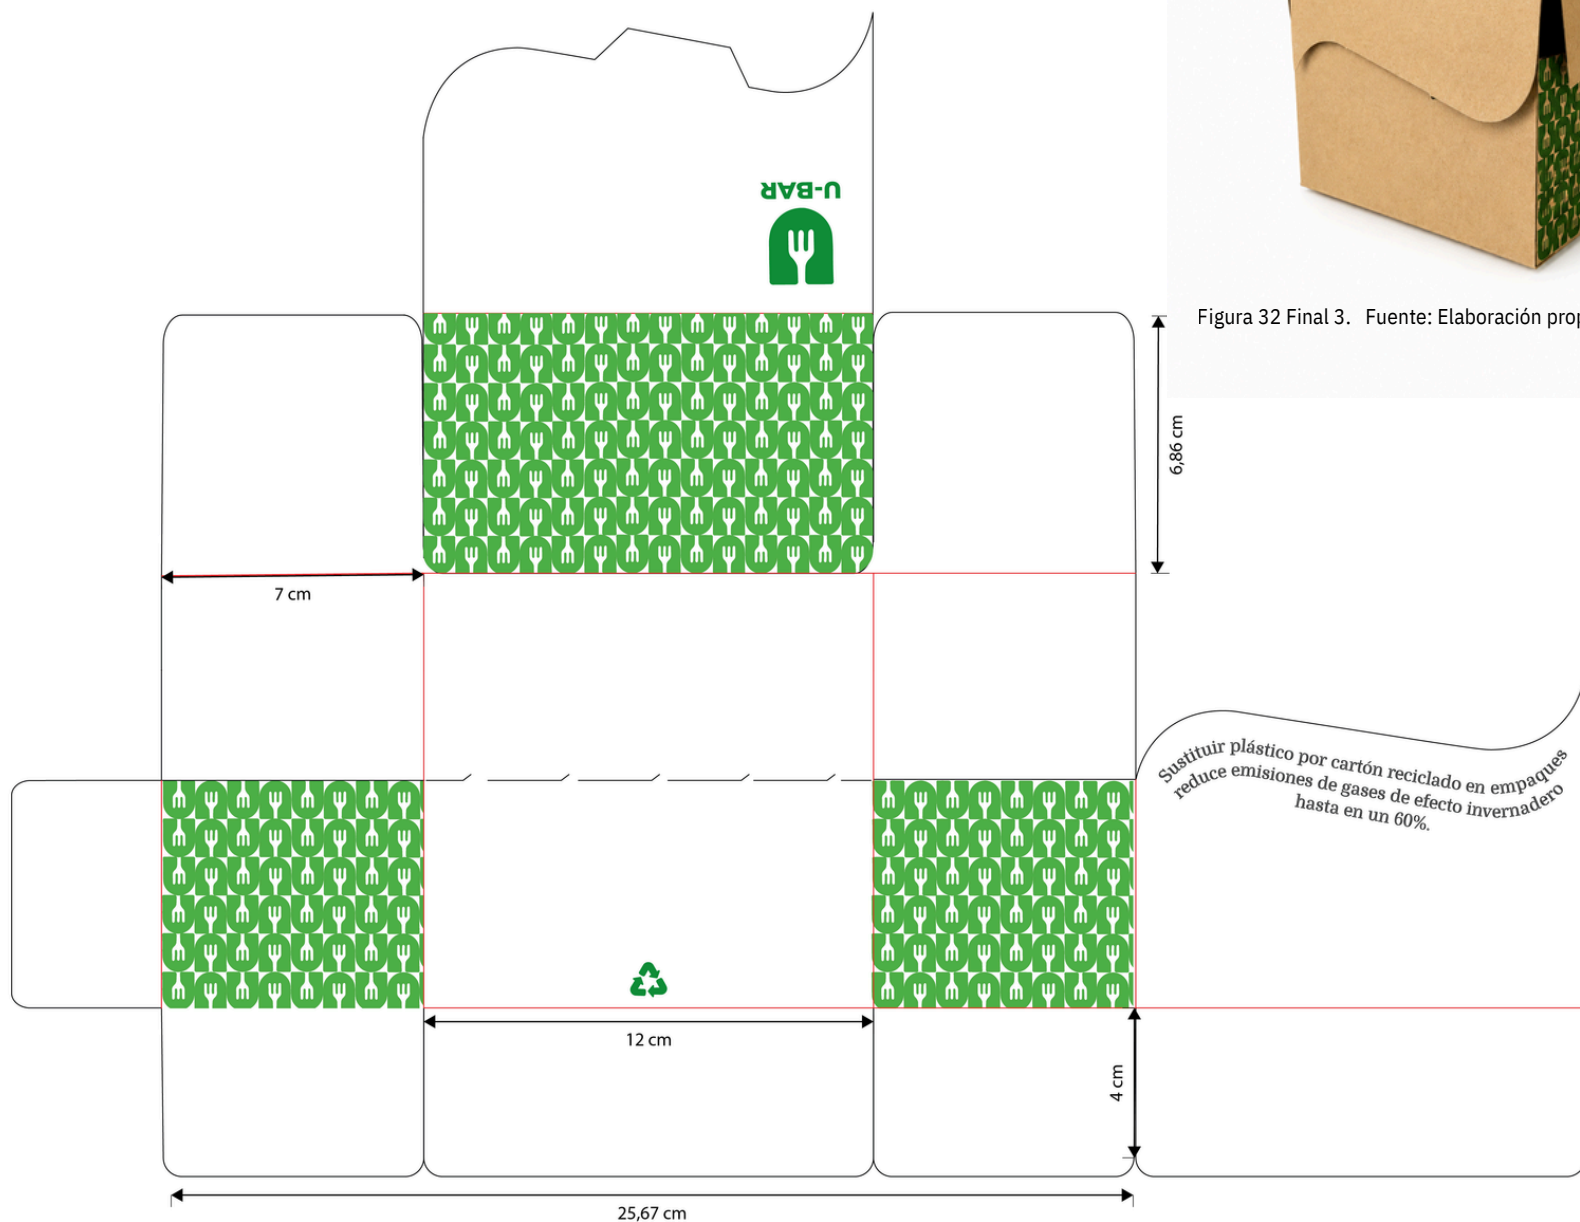 U-BAR
Figura 32 Final 3. Fuente: Elaboración
6,86 cm
7 cm
Sustituir plástico por cartón reciclado en empaques
reduce emisiones de gases de efecto invernadero
hasta en un 60%.
12 cm
4 cm
25,67 cm